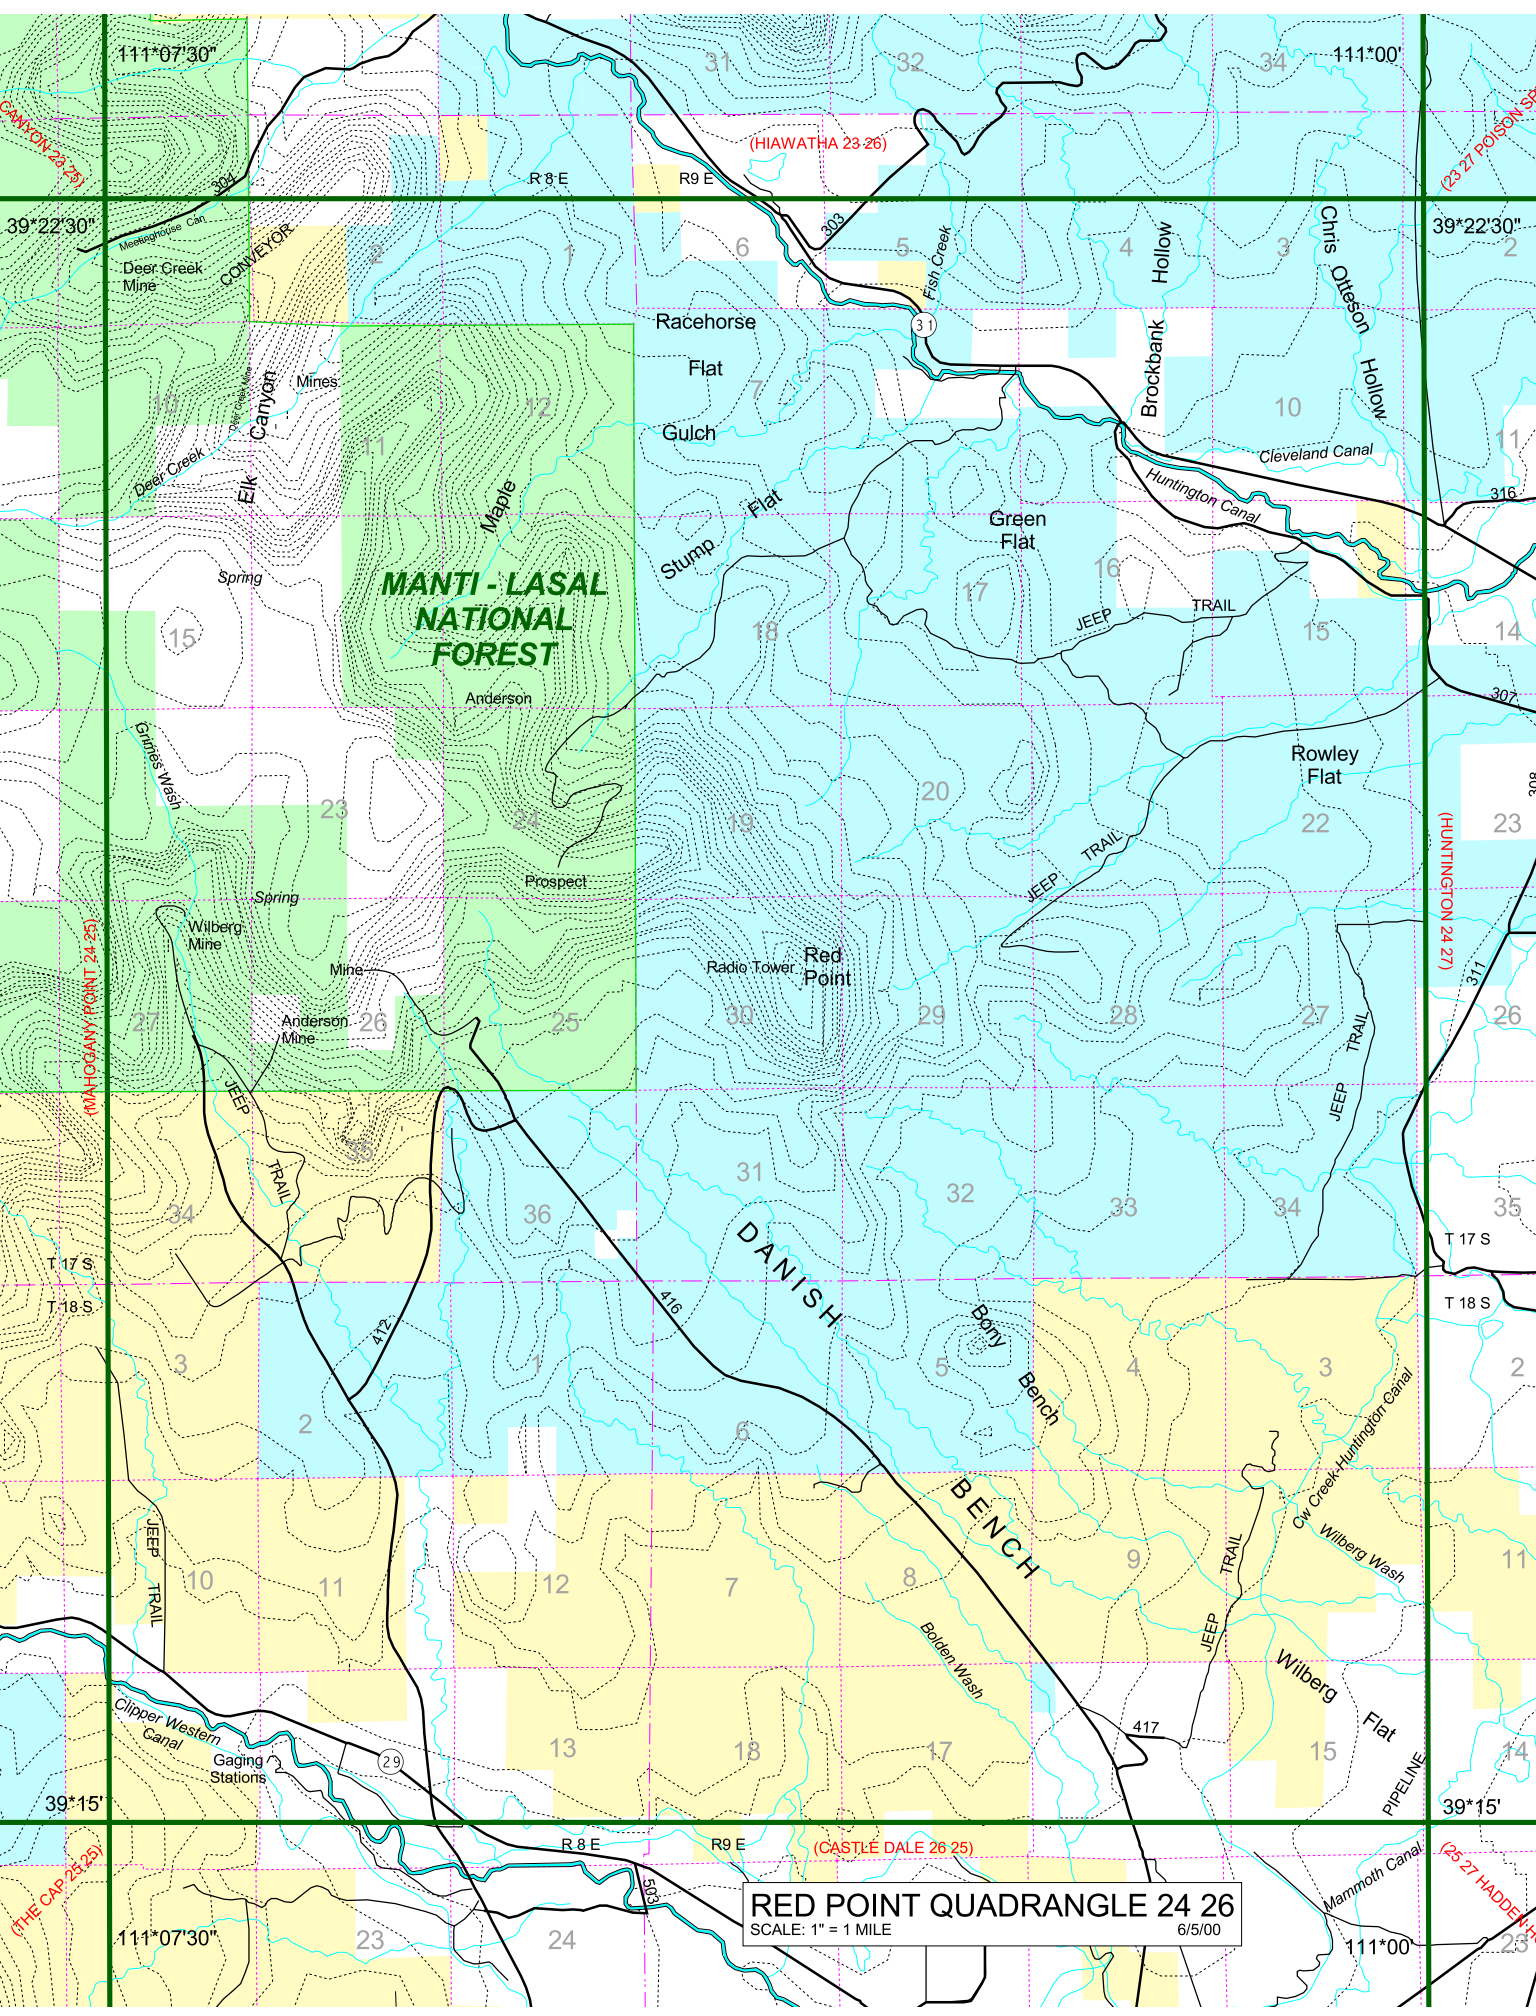 111*07'30"
31
32
34
111*00'
CANYON 23 25)
(HIAWATHA 23 26)
(23 27 POISON SP
304
R 8 E
R9 E
39*22'30"
Meetinghouse Can
CONVEYOR
303
Fish Creek
Chris Otteson Hollow
Brockbank Hollow
39*22'30"
Deer Creek
Mine
2
1
6
5
4
3
2
Racehorse
Flat
31
Mines
Elk Canyon
Deer Creek Mine
10
12
7
10
11
11
Gulch
Cleveland Canal
Deer Creek
Maple
Huntington Canal
316
Stump Flat
Green
Flat
Spring
MANTI - LASAL
NATIONAL
FOREST
17
16
15
18
JEEP TRAIL
15
14
Anderson
307
Grimes Wash
Rowley
Flat
308
23
24
19
20
22
23
JEEP TRAIL
(HUNTINGTON 24 27)
Prospect
Spring
Wilberg
Mine
(MAHOGANY POINT 24 25)
Mine
Radio Tower
Red
Point
311
27
Anderson
Mine
26
25
30
29
28
27
26
JEEP TRAIL
JEEP TRAIL
35
34
36
31
32
33
34
35
DANISH BENCH
T 17 S
T 18 S
T 17 S
T 18 S
412
416
Bony Bench
3
2
1
6
5
4
3
2
Cw Creek-Huntington Canal
JEEP TRAIL
10
11
12
7
8
9
11
JEEP TRAIL
Wilberg Wash
Bolden Wash
Wilberg Flat
Clipper Western
Canal
417
Gaging
Stations
29
13
18
17
15
14
PIPELINE
39*15'
39*15'
R 8 E
R9 E
(CASTLE DALE 26 25)
(THE CAP 25 25)
503
Mammoth Canal
(25 27 HADDEN H
RED POINT QUADRANGLE 24 26
SCALE: 1" = 1 MILE
6/5/00
111*07'30"
23
24
111*00'
23